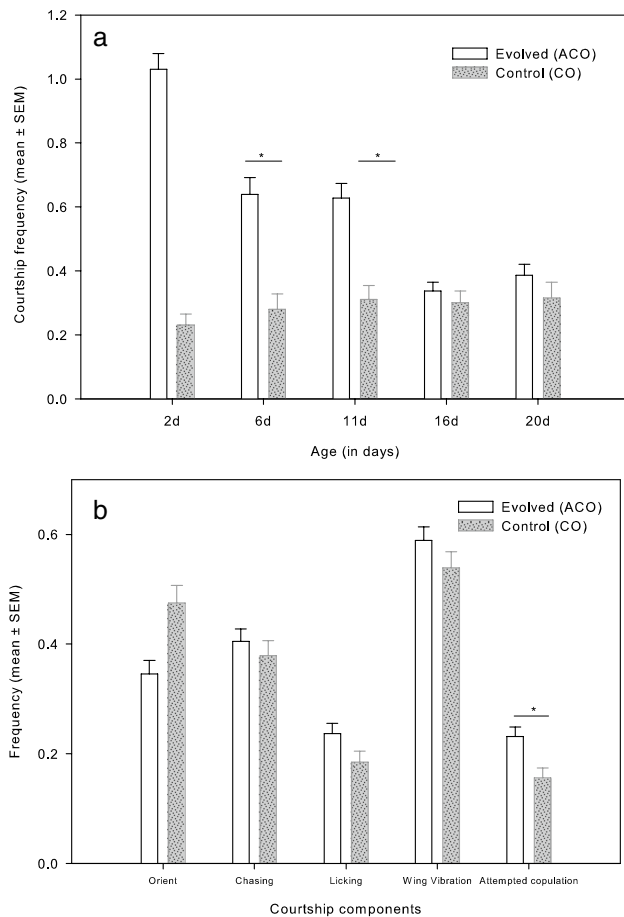 a
Evolved (ACO)
Control (CO)
Courtship frequency (mean ± SEM)
1.2
1.0
0.8
0.6
0.4
0.2
0.0
*
*
2d 6d 11d 16d 20d
Age (in days)
b
Evolved (ACO)
Control (CO)
Frequency (mean ± SEM)
0.6
0.4
0.2
0.0
*
Orient Chasing Licking Wing Vibration Attempted copulation
Courtship components